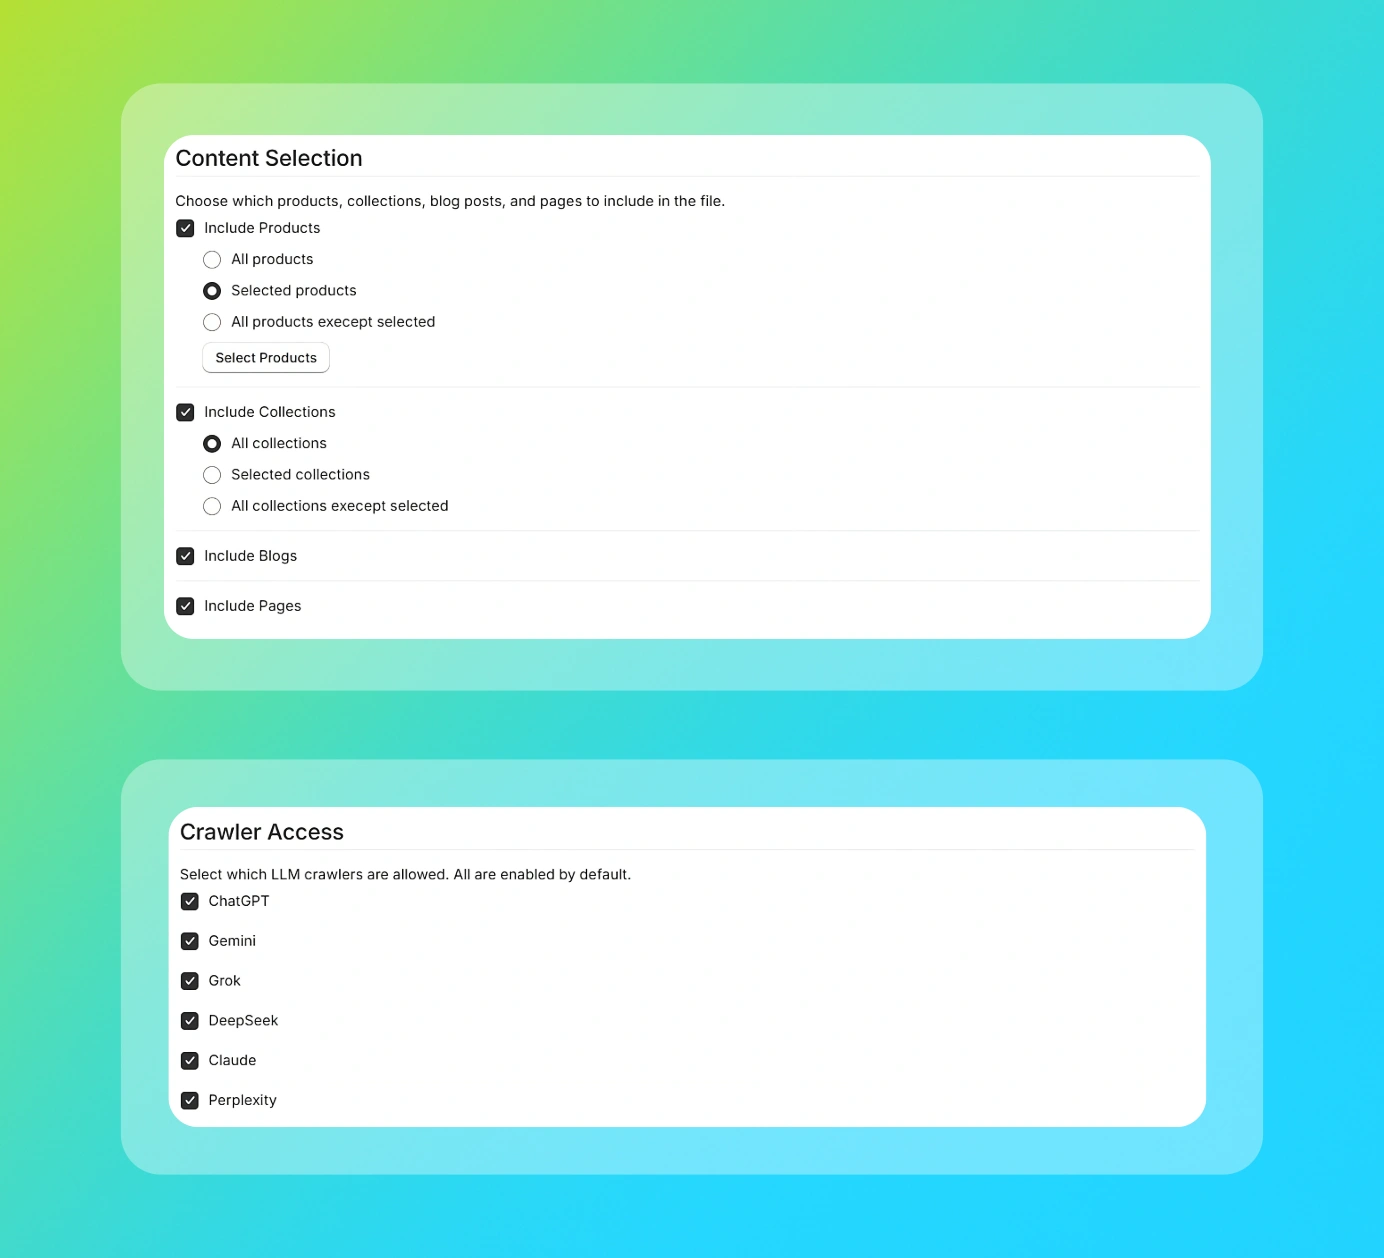 Content Selection
Choose which products, collections, blog posts, and pages to include in the file.
Include Products
All products
Selected products
All products execept selected
Select Products
Include Collections
All collections
Selected collections
All collections execept selected
Include Blogs
Include Pages
Crawler Access
Select which LLM crawlers are allowed. All are enabled by default.
ChatGPT
Gemini
Grok
DeepSeek
Claude
Perplexity